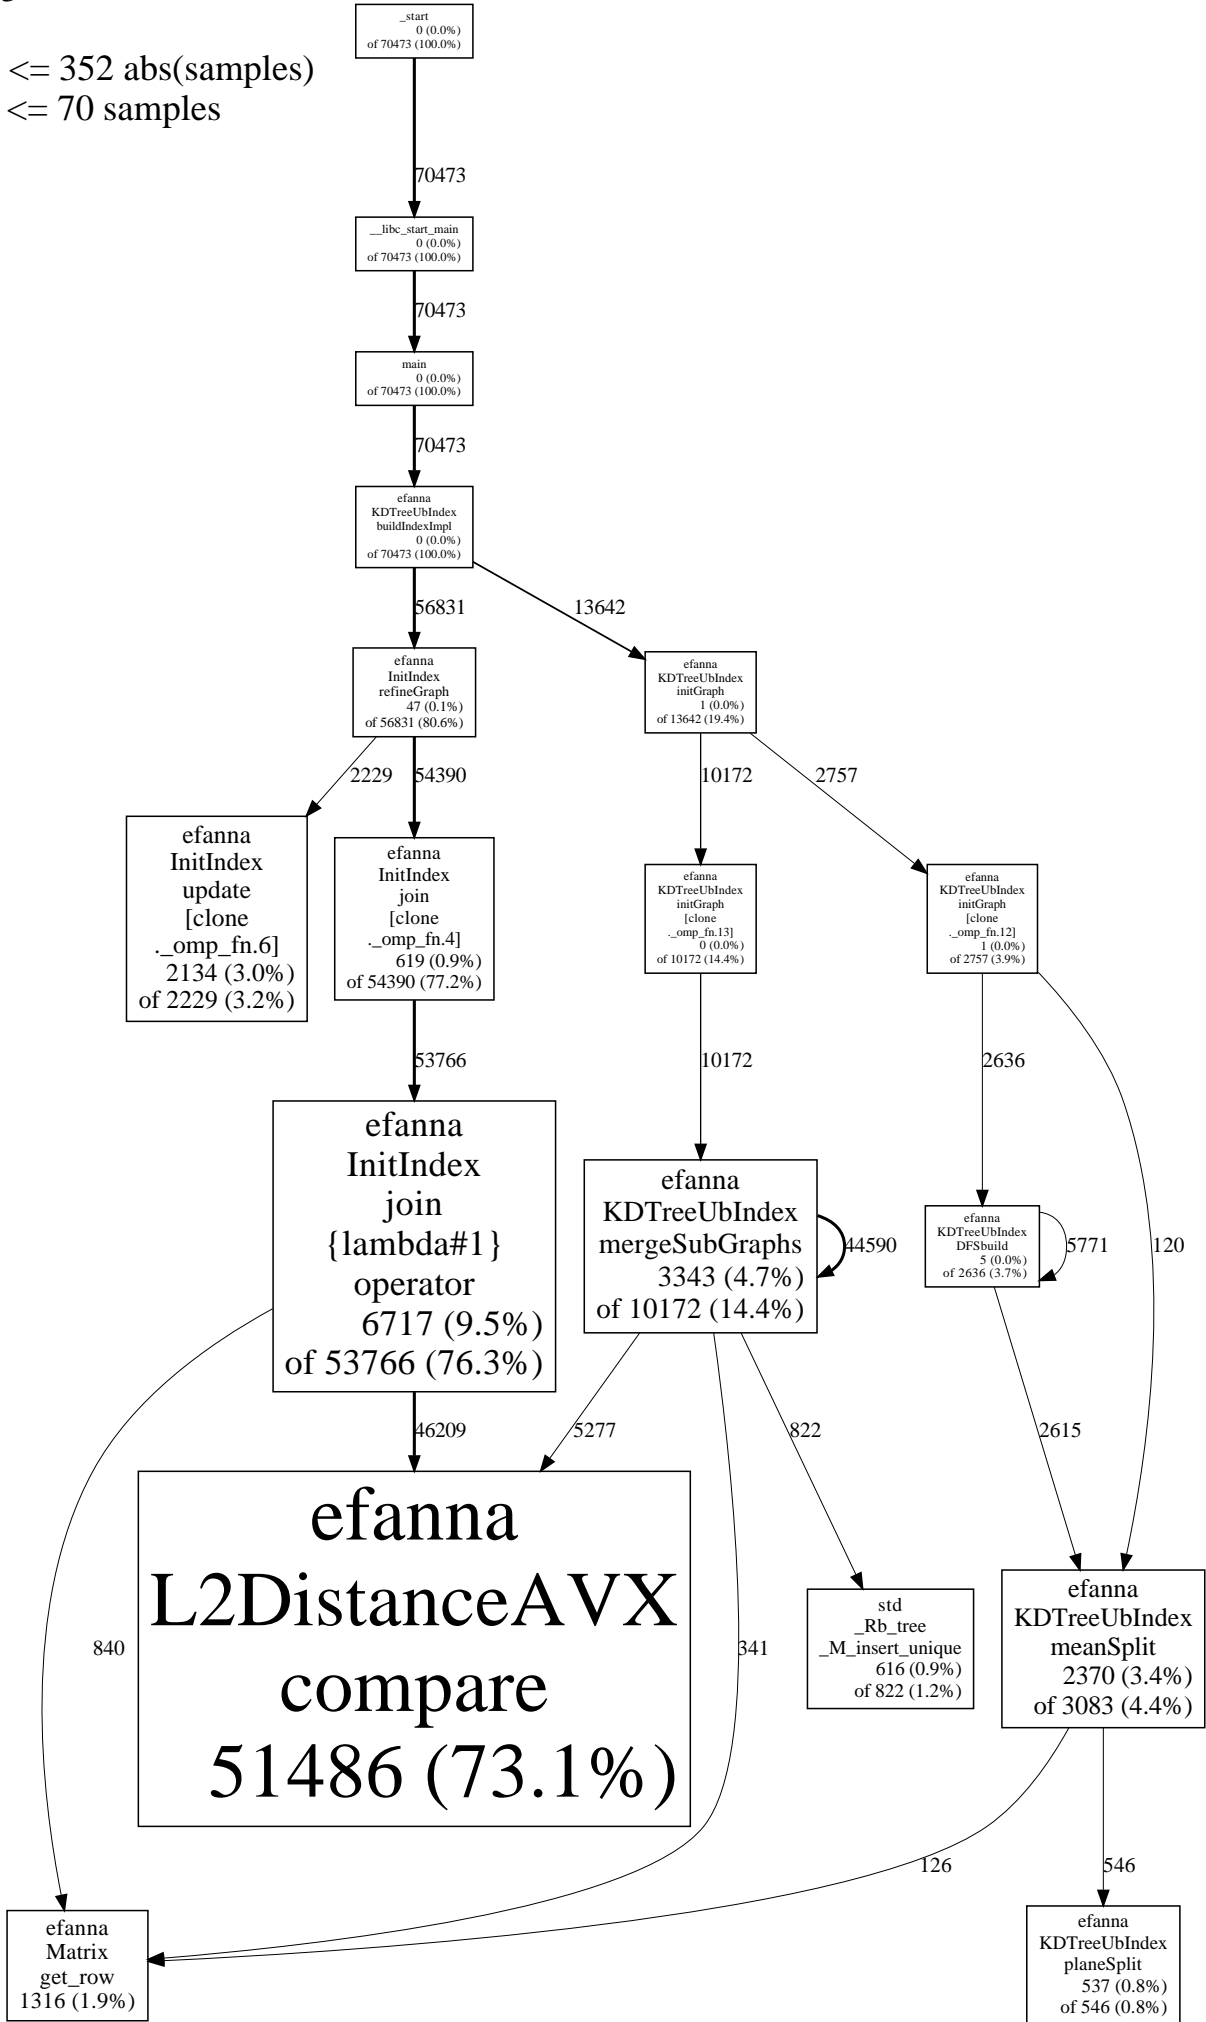 _start
0 (0.0%)
of 70473 (100.0%)
<= 352 abs(samples)
<= 70 samples
70473
__libc_start_main
0 (0.0%)
of 70473 (100.0%)
70473
main
0 (0.0%)
of 70473 (100.0%)
70473
efanna
KDTreeUbIndex
buildIndexImpl
0 (0.0%)
of 70473 (100.0%)
56831
13642
efanna
InitIndex
refineGraph
47 (0.1%)
of 56831 (80.6%)
efanna
KDTreeUbIndex
initGraph
1 (0.0%)
of 13642 (19.4%)
2229
54390
10172
2757
efanna
InitIndex
update
[clone
._omp_fn.6]
2134 (3.0%)
of 2229 (3.2%)
efanna
InitIndex
join
[clone
._omp_fn.4]
619 (0.9%)
of 54390 (77.2%)
efanna
KDTreeUbIndex
initGraph
[clone
._omp_fn.13]
0 (0.0%)
of 10172 (14.4%)
efanna
KDTreeUbIndex
initGraph
[clone
._omp_fn.12]
1 (0.0%)
of 2757 (3.9%)
53766
10172
2636
120
efanna
InitIndex
join
{lambda#1}
operator
6717 (9.5%)
of 53766 (76.3%)
efanna
KDTreeUbIndex
mergeSubGraphs
3343 (4.7%)
of 10172 (14.4%)
44590
efanna
KDTreeUbIndex
DFSbuild
5 (0.0%)
of 2636 (3.7%)
5771
46209
5277
822
2615
efanna
L2DistanceAVX
compare
51486 (73.1%)
840
341
std
_Rb_tree
_M_insert_unique
616 (0.9%)
of 822 (1.2%)
efanna
KDTreeUbIndex
meanSplit
2370 (3.4%)
of 3083 (4.4%)
126
546
efanna
Matrix
get_row
1316 (1.9%)
efanna
KDTreeUbIndex
planeSplit
537 (0.8%)
of 546 (0.8%)